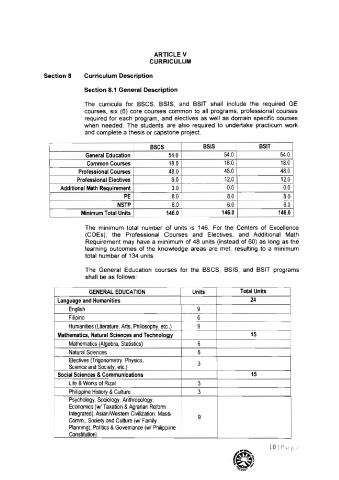 ARTICLE V
CURRICULUM
Section 8 Curriculum Description
Section 8.1 General Description
The curricula for BSCS, BSIS, and BSIT shall include the required GE
courses, six (6) core courses common to all programs, professional courses
required for each program, and electives as well as domain specific courses
when needed. The students are also required to undertake practicum work
and complete a thesis or capstone project.
BSCS BSIS BSIT
General Education 54.0 54.0 54.0
Common Courses 18.0 18.0 18.0
Professional Courses 48.0 48.0 48.0
Professional Electives 9.0 12.0 12.0
Additional Math Requirement 3.0 0.0 0.0
PE 8.0 8.0 8.0
NSTP 6.0 6.0 6.0
Minimum Total Units 146.0 146.0 146.0
The minimum total number of units is 146. For the Centers of Excellence
(COEs), the Professional Courses and Electives, and Additional Math
Requirement may have a minimum of 48 units (instead of 60) as long as the
learning outcomes of the knowledge areas are met, resulting to a minimum
total number of 134 units.
The General Education courses for the BSCS, BSIS, and BSIT programs
shall be as follows:
GENERAL EDUCATION Units Total Units
Language and Humanities 24
English 9
Filipino 6
Humanities (Literature, Arts, Philosophy, etc.) 9
Mathematics, Natural Sciences and Technology 15
Mathematics (Algebra, Statistics) 6
Natural Sciences 6
Electives (Trigonometry, Physics,
Science and Society, etc.) 3
Social Sciences & Communications 15
Life & Works of Rizal 3
Philippine History & Culture 3
Psychology, Sociology, Anthropology,
Economics (w/ Taxation & Agrarian Reform
Integrated), Asian/Western Civilization, Mass
Comm., Society and Culture (w/ Family
Planning), Politics & Governance (w/ Philippine
Constitution) 9
10 | Page